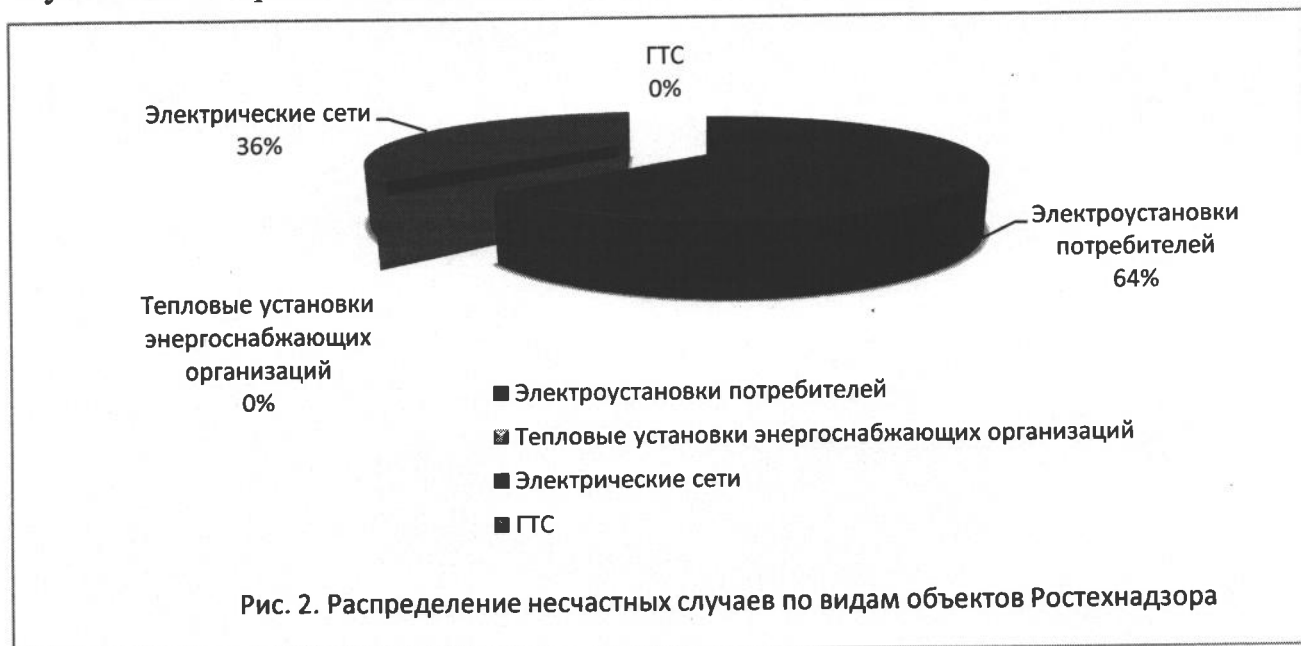 ГТС
0%
Электрические сети
36%
Электроустановки
потребителей
64%
Тепловые установки
энергоснабжающих
организаций
0%
Электроустановки потребителей
Тепловые установки энергоснабжающих организаций
Электрические сети
ГТС
Рис. 2. Распределение несчастных случаев по видам объектов Ростехнадзора